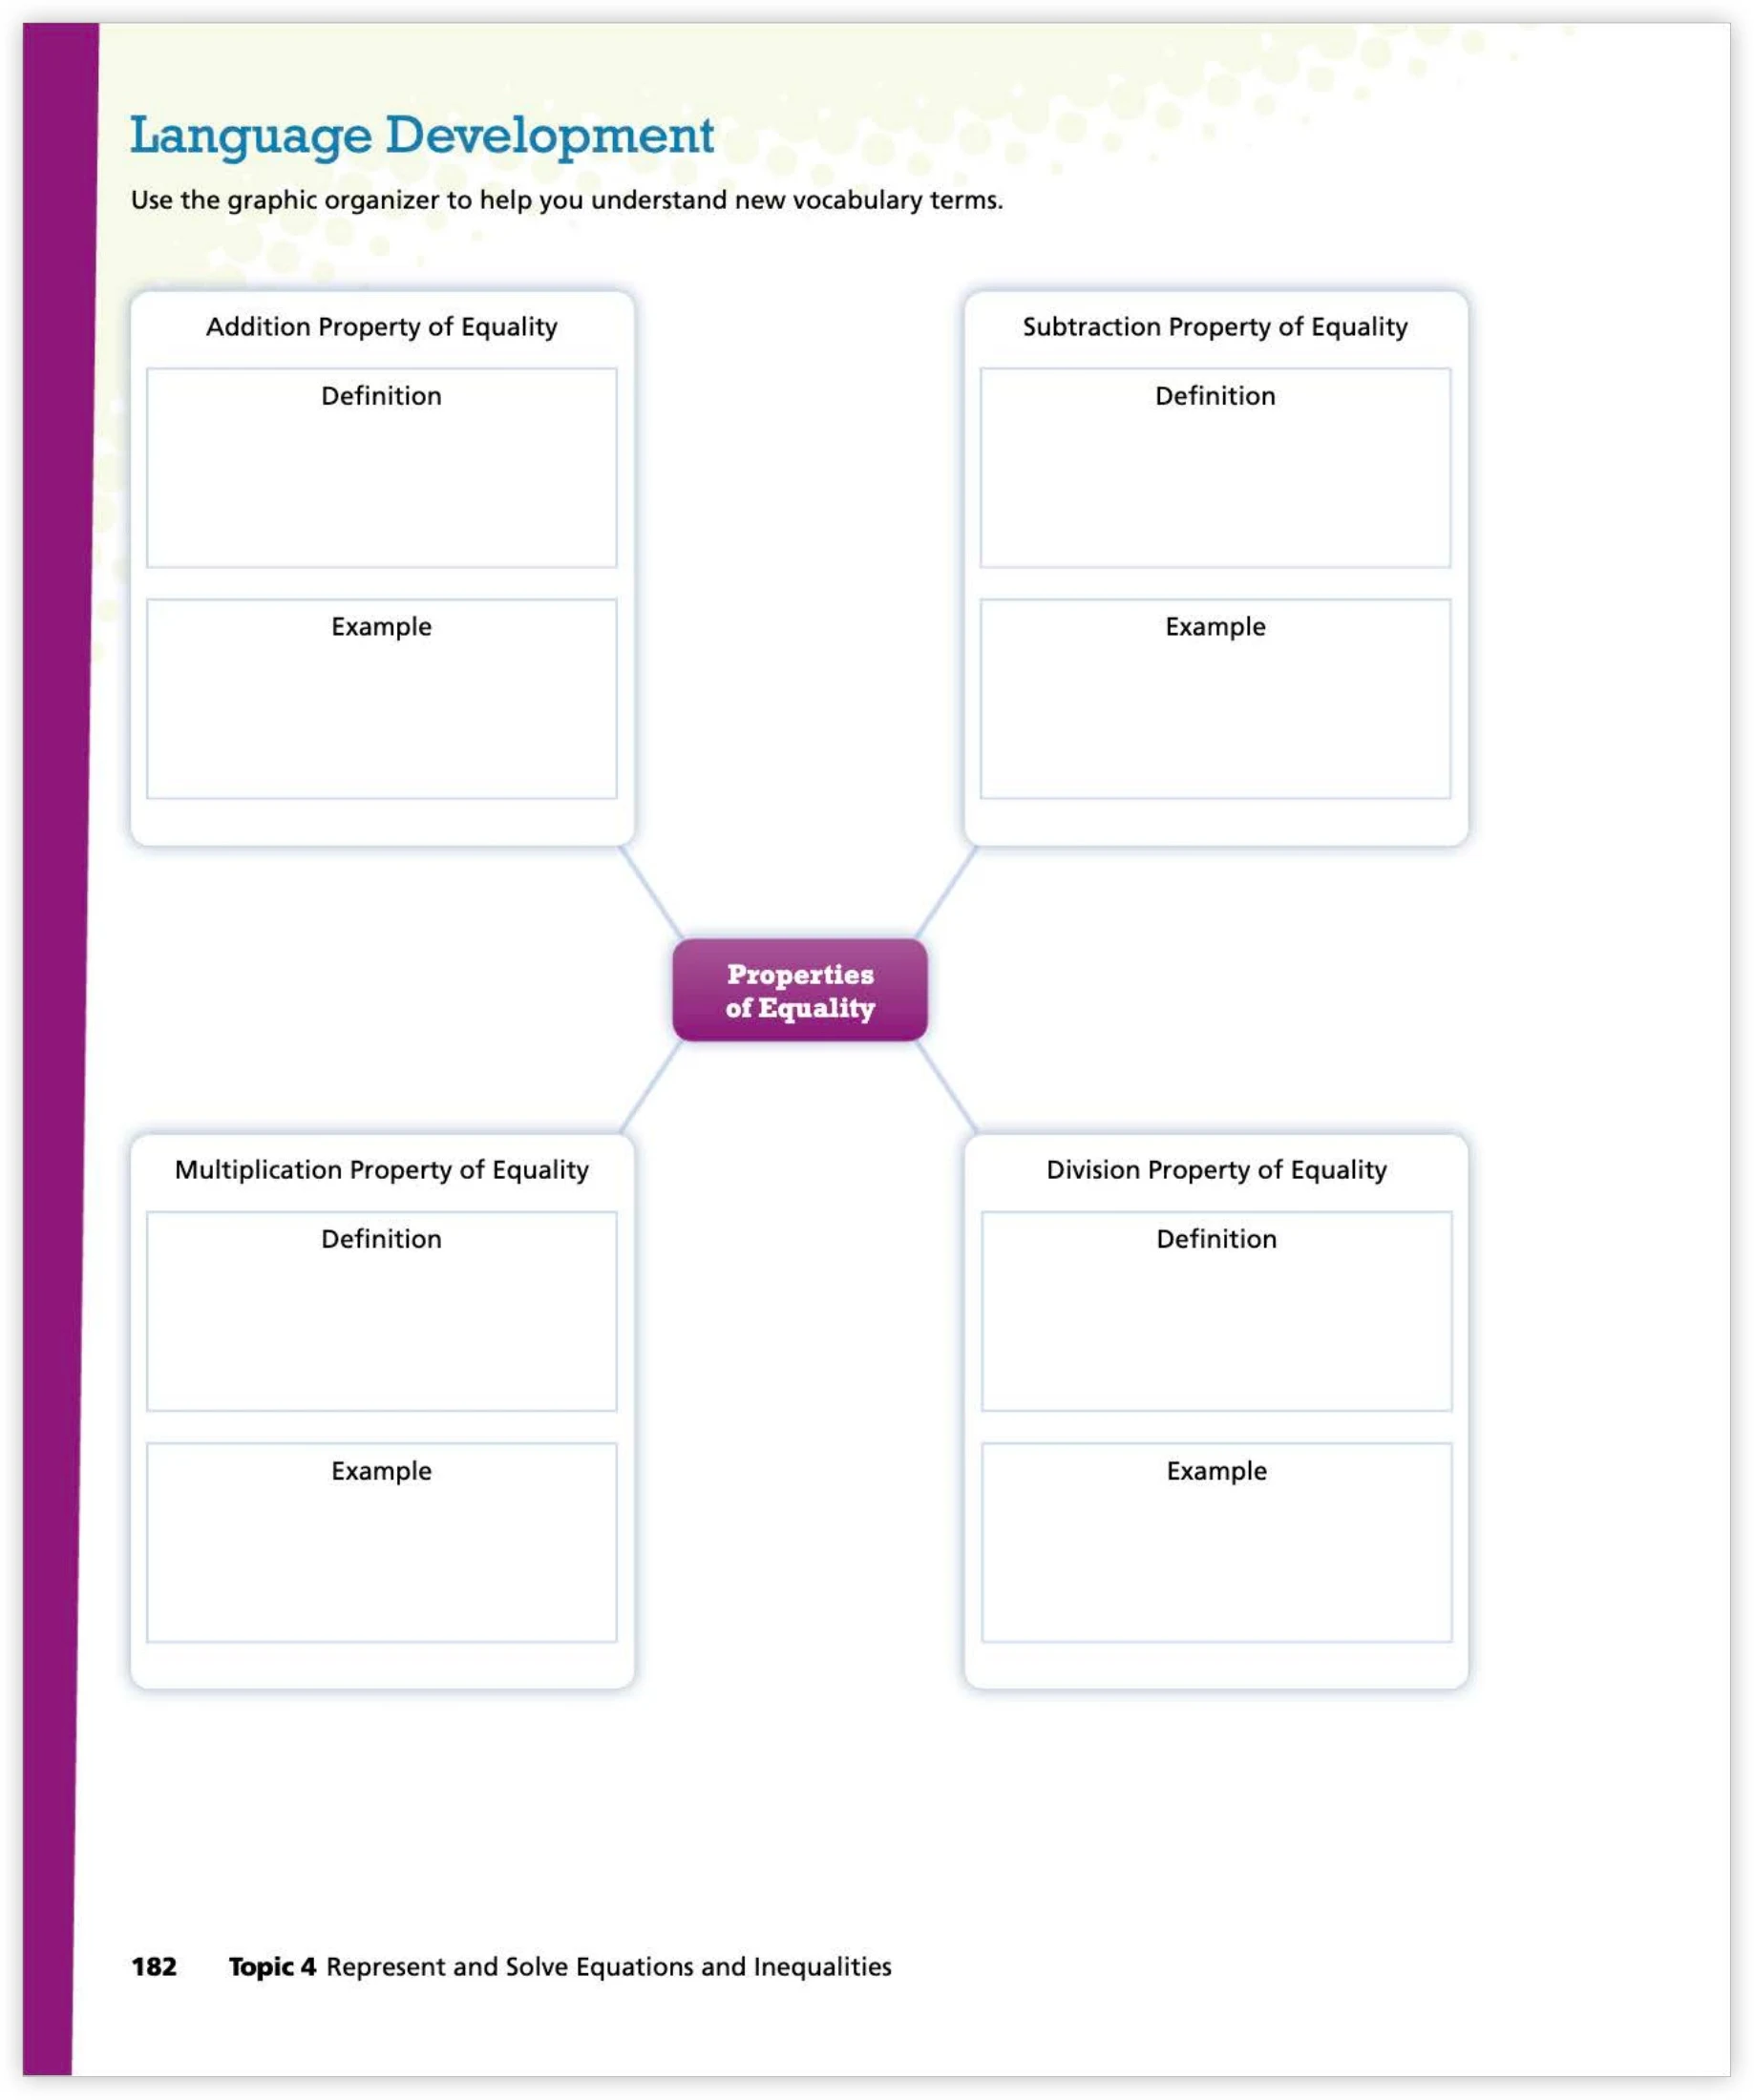 Language Development
Use the graphic organizer to help you understand new vocabulary terms.
Addition Property of Equality
Definition
Example
Subtraction Property of Equality
Definition
Example
Properties
of Equality
Multiplication Property of Equality
Definition
Example
Division Property of Equality
Definition
Example
182 Topic 4 Represent and Solve Equations and Inequalities